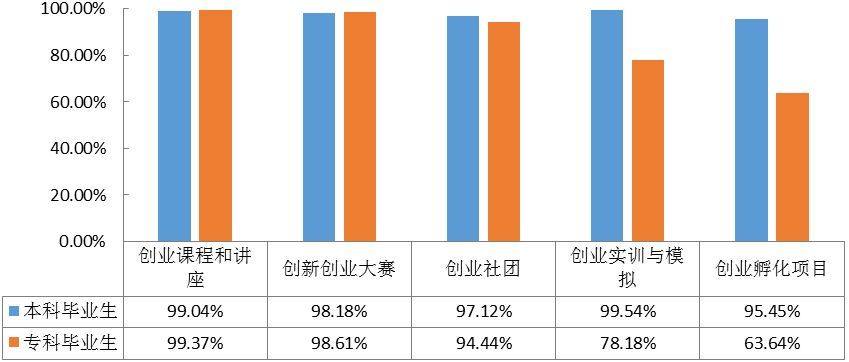 100.00%
80.00%
60.00%
40.00%
20.00%
0.00%
创业课程和讲
座
创新创业大赛
创业社团
创业实训与模
拟
创业孵化项目
本科毕业生 99.04% 98.18% 97.12% 99.54% 95.45%
专科毕业生 99.37% 98.61% 94.44% 78.18% 63.64%